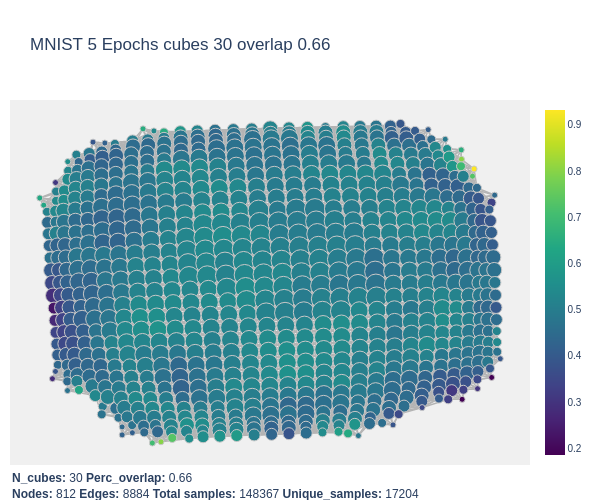 MNIST 5 Epochs cubes 30 overlap 0.66
0.9
0.8
0.7
0.6
0.5
0.4
0.3
0.2
N_cubes: 30 Perc_overlap: 0.66
Nodes: 812 Edges: 8884 Total samples: 148367 Unique_samples: 17204